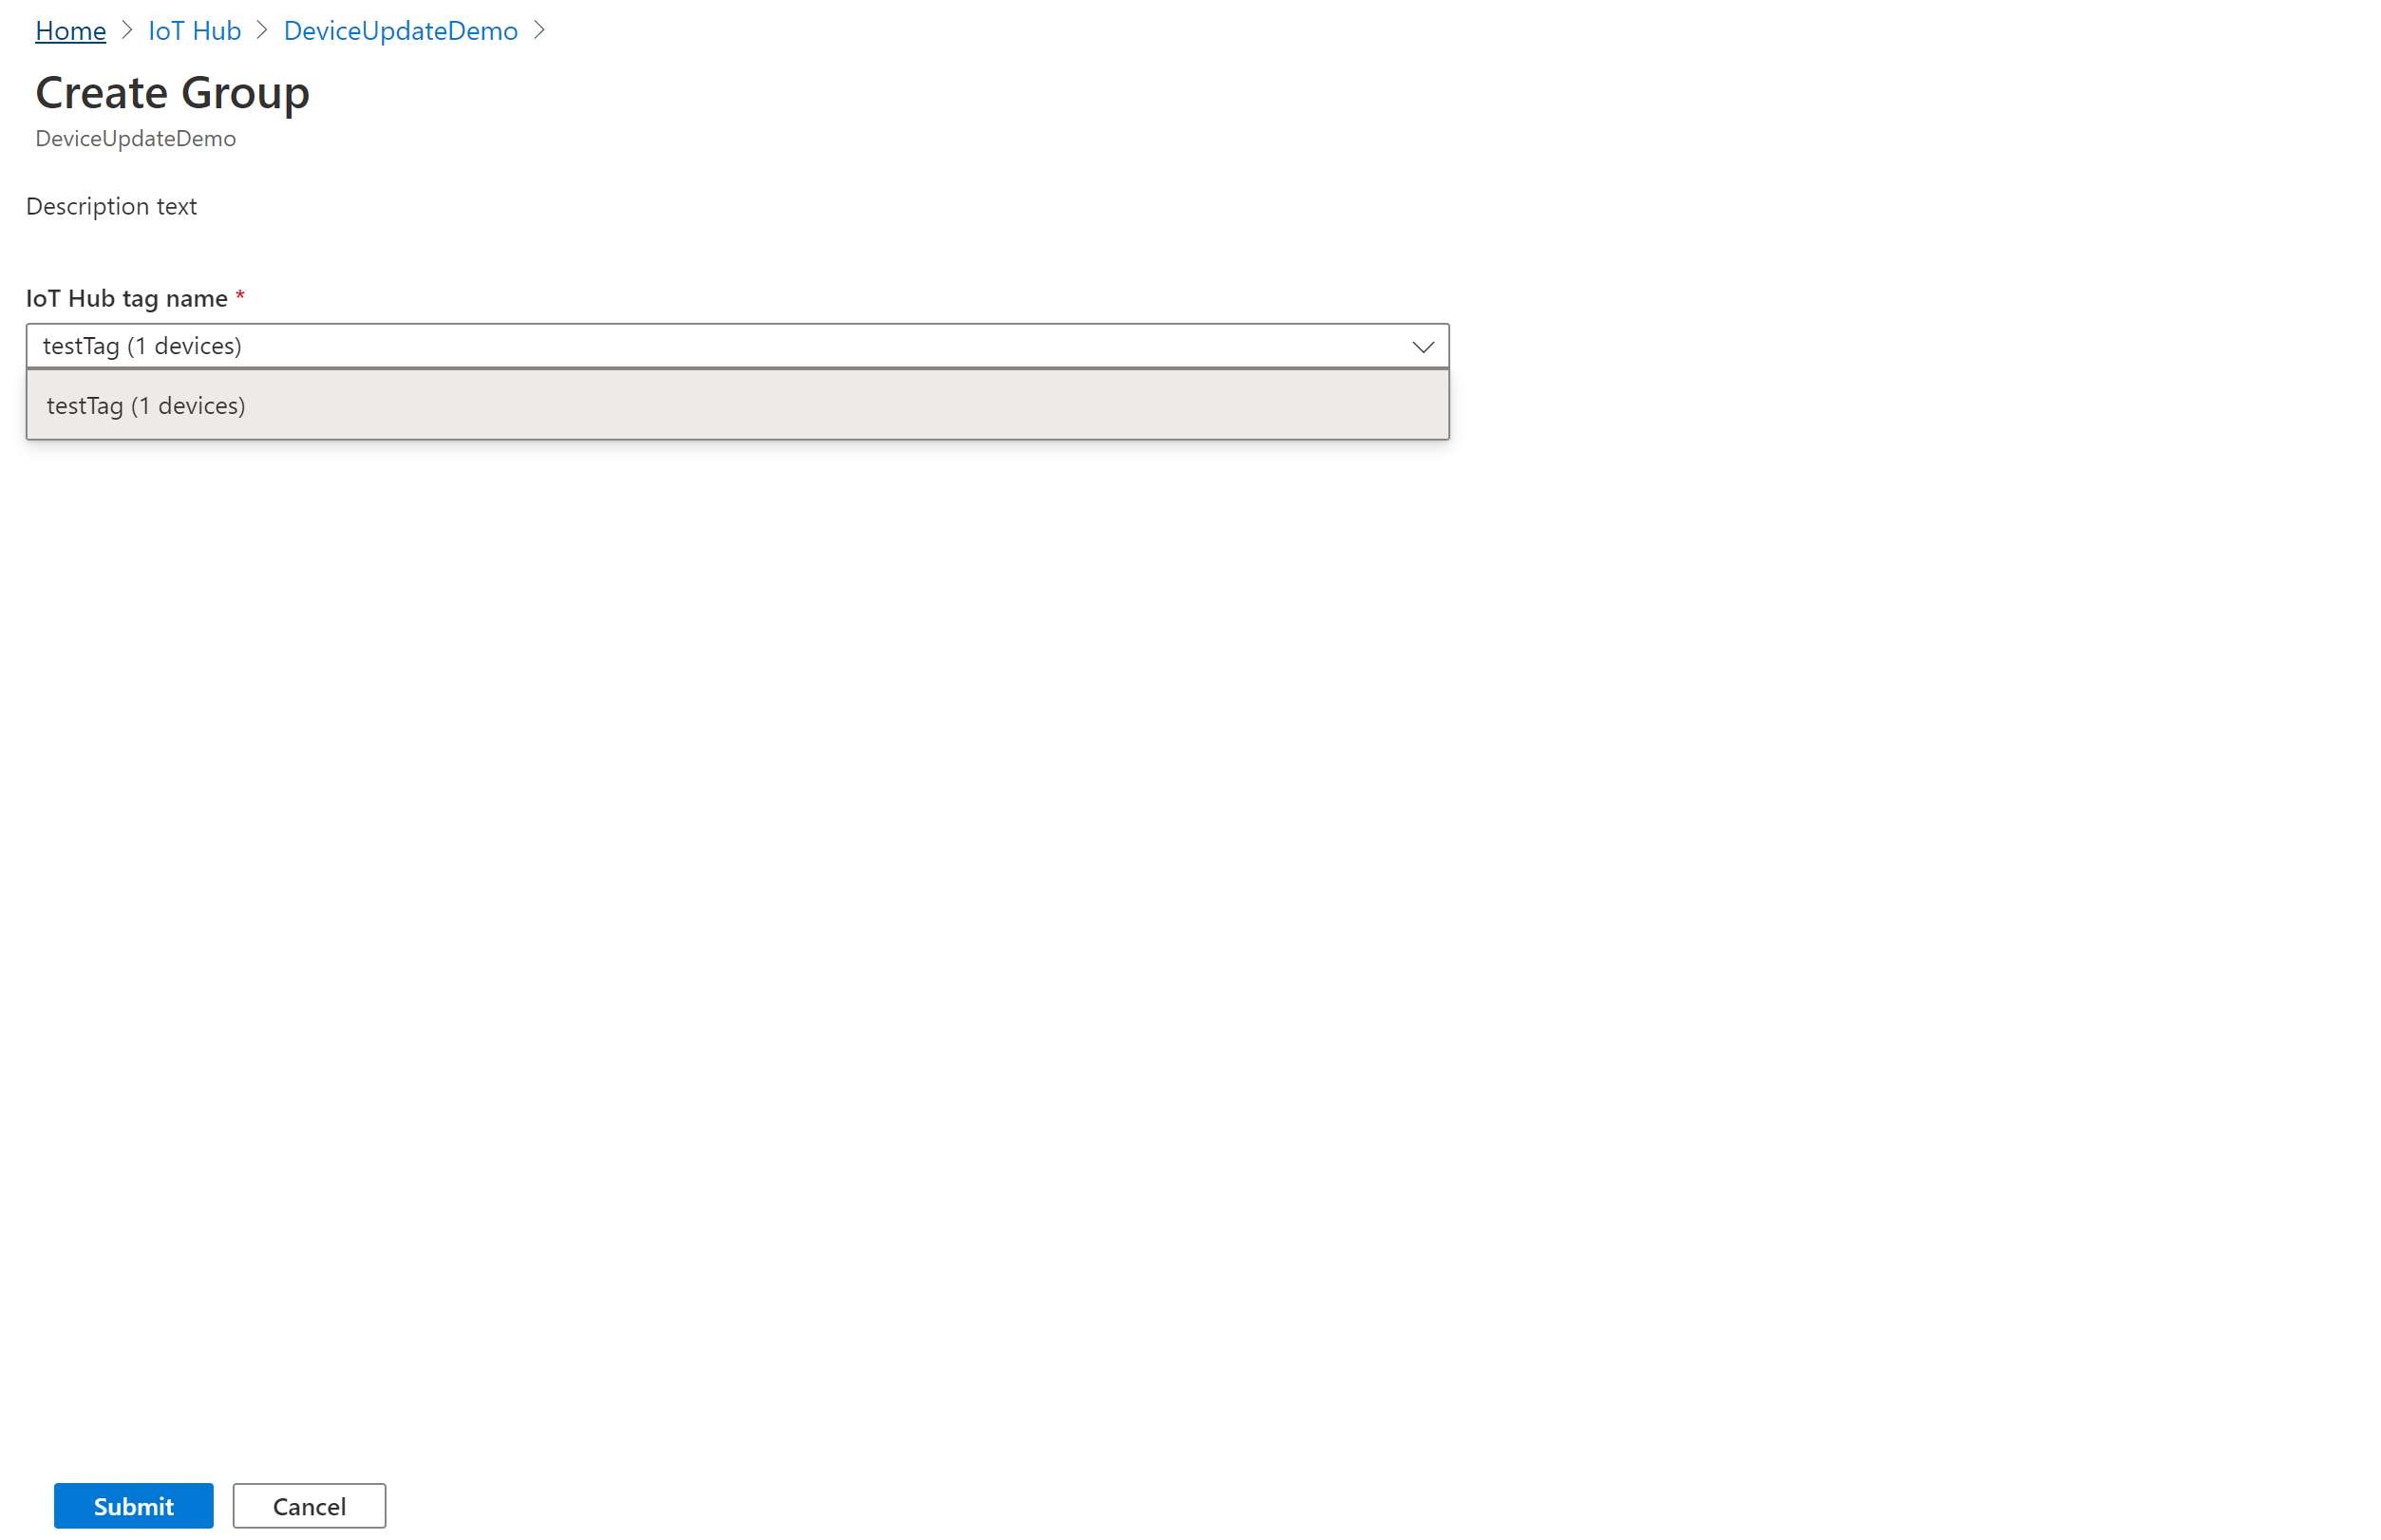 Home > IoT Hub > DeviceUpdateDemo >
Create Group
DeviceUpdateDemo
Description text
IoT Hub tag name *
testTag (1 devices)
testTag (1 devices)
Submit Cancel